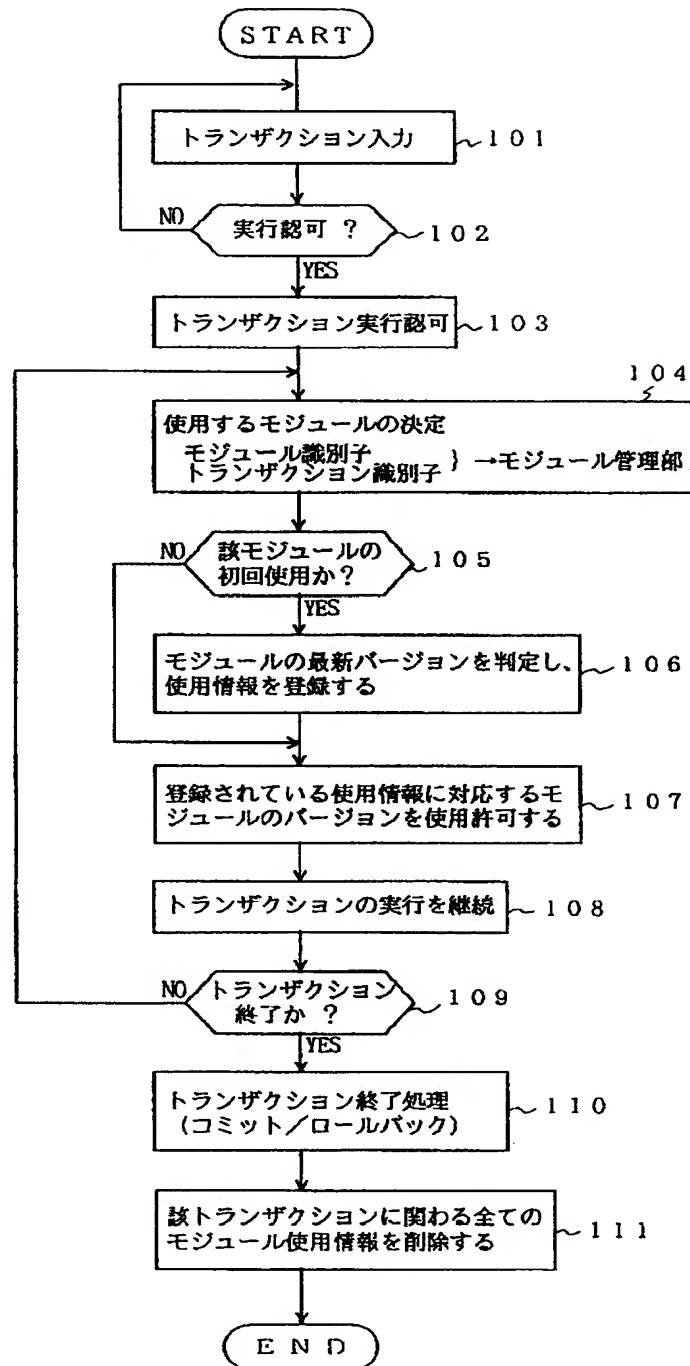 START
トランザクション入力
101
NO
実行認可 ?
102
YES
トランザクション実行認可
103
104
使用するモジュールの決定
モジュール識別子
トランザクション識別子
} →モジュール管理部
NO
該モジュールの
初回使用か?
105
YES
モジュールの最新バージョンを判定し、
使用情報を登録する
106
登録されている使用情報に対応するモ
ジュールのバージョンを使用許可する
107
トランザクションの実行を継続
108
NO
トランザクション
終了か ?
109
YES
トランザクション終了処理
(コミット/ロールバック)
110
該トランザクションに関わる全ての
モジュール使用情報を削除する
111
END